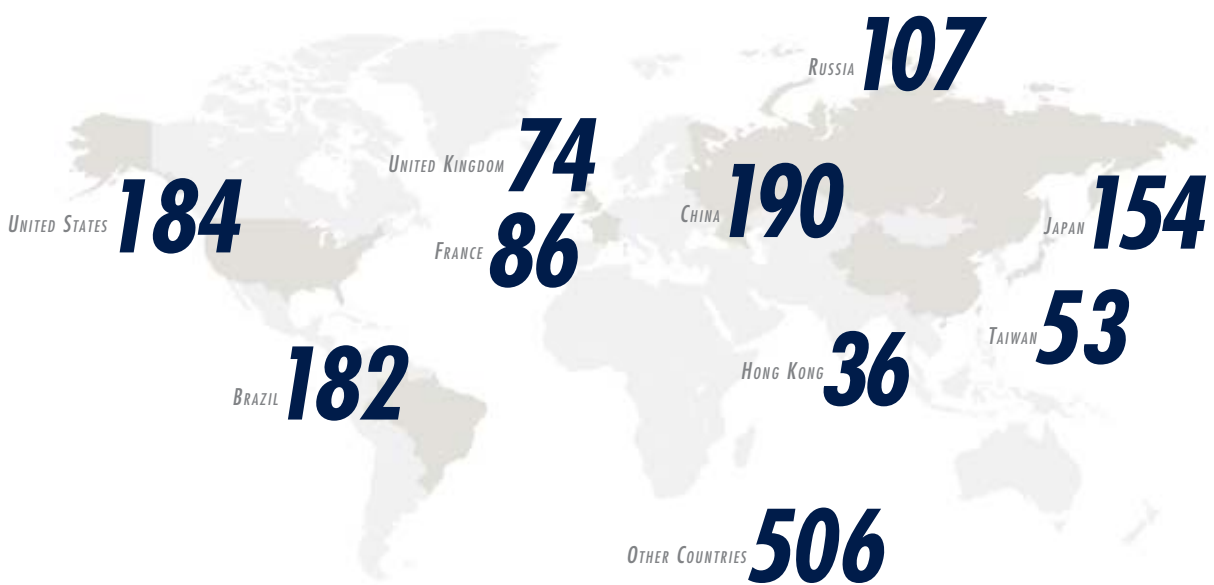 Russia 107
United Kingdom 74
United States 184
China 190
Japan 154
France 86
Taiwan 53
Hong Kong 36
Brazil 182
Other Countries 506